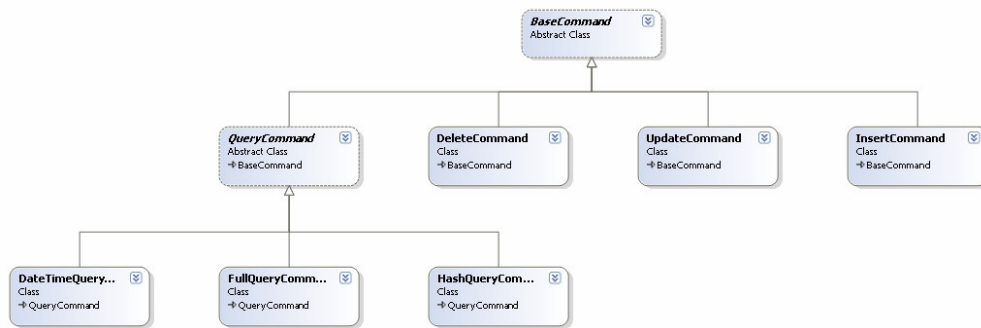 BaseCommand
Abstract Class
QueryCommand
Abstract Class
BaseCommand
DeleteCommand
Class
BaseCommand
UpdateCommand
Class
BaseCommand
InsertCommand
Class
BaseCommand
DateTimeQuery...
Class
QueryCommand
FullQueryComm...
Class
QueryCommand
HashQueryCom...
Class
QueryCommand